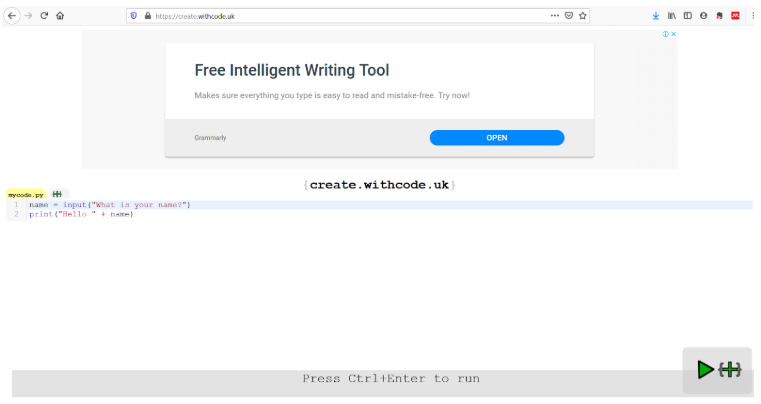 https://create.withcode.uk
Free Intelligent Writing Tool
Makes sure everything you type is easy to read and mistake-free. Try now!
Grammarly
OPEN
{create.withcode.uk}
mycode.py
1 name = input("What is your name?")
2 print("Hello " + name)
Press Ctrl+Enter to run